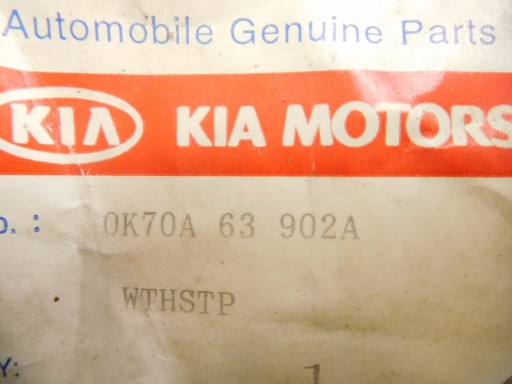 Automobile Genuine Parts
KIA KIA MOTORS
o. : 0K70A 63 902A
WTHSTP
Y: 1